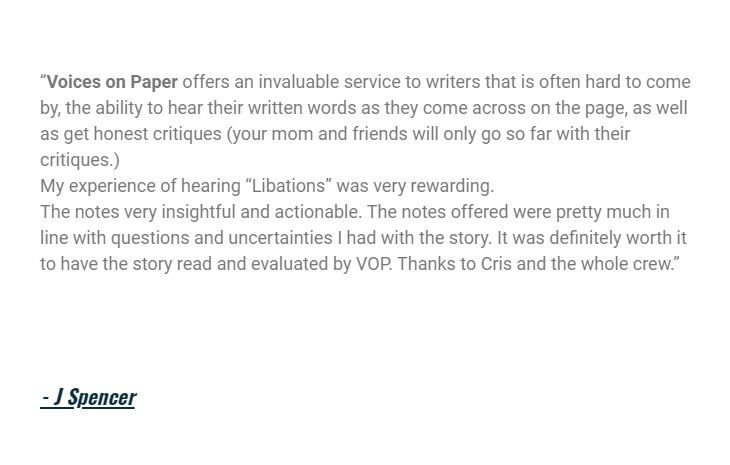 “Voices on Paper offers an invaluable service to writers that is often hard to come
by, the ability to hear their written words as they come across on the page, as well
as get honest critiques (your mom and friends will only go so far with their
critiques.)
My experience of hearing “Libations” was very rewarding.
The notes very insightful and actionable. The notes offered were pretty much in
line with questions and uncertainties I had with the story. It was definitely worth it
to have the story read and evaluated by VOP. Thanks to Cris and the whole crew.”
- J Spencer